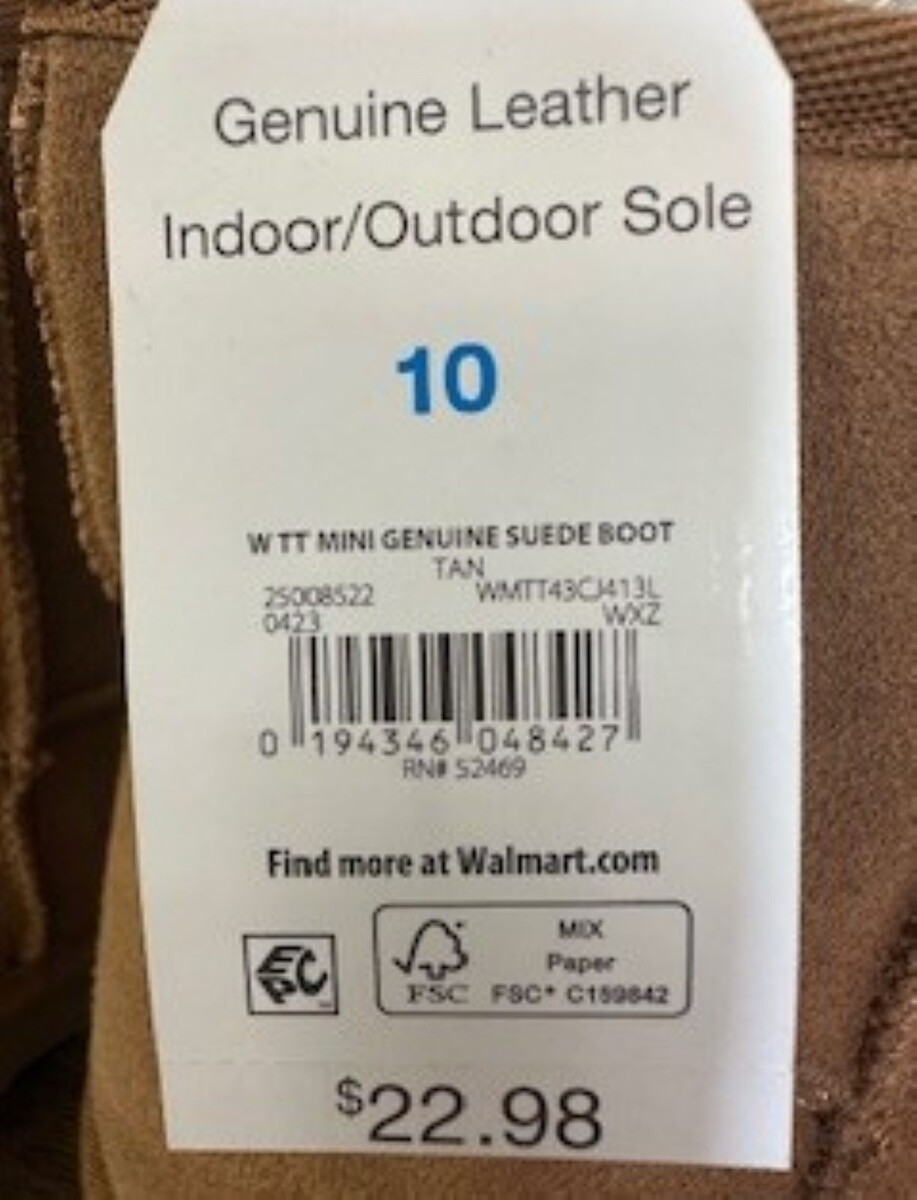 Genuine Leather
Indoor/Outdoor Sole
10
W TT MINI GENUINE SUEDE BOOT
TAN
25008522 WMTT43CJ413L
0423 WXZ
0 194346 048427
RN# 52469
Find more at Walmart.com
EPC
MIX
Paper
FSC FSC® C159842
$22.98